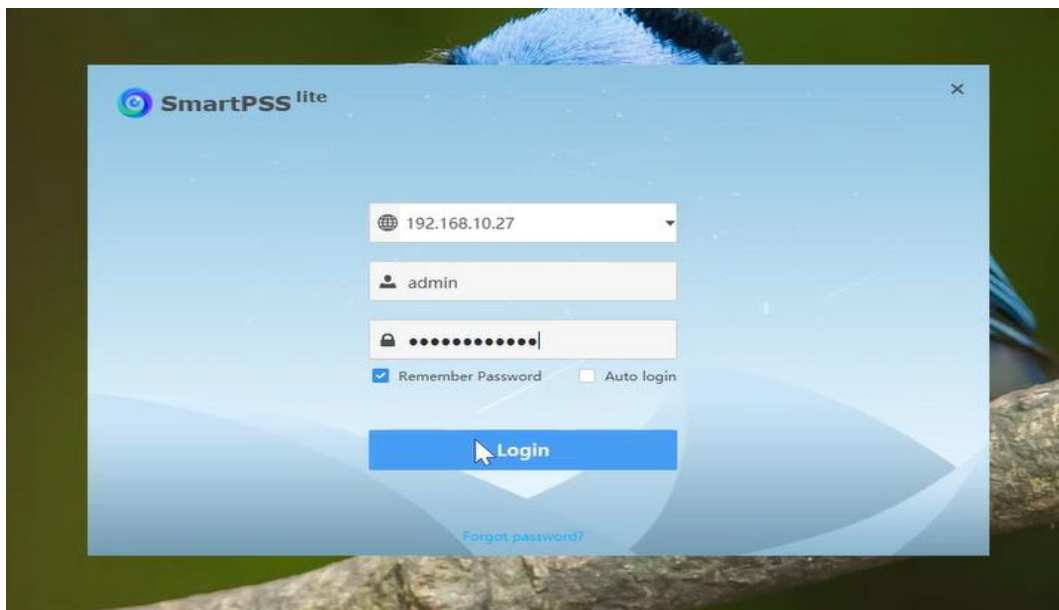 SmartPSS lite
192.168.10.27
admin
••••••••••••
Remember Password Auto login
Login
Forgot password?